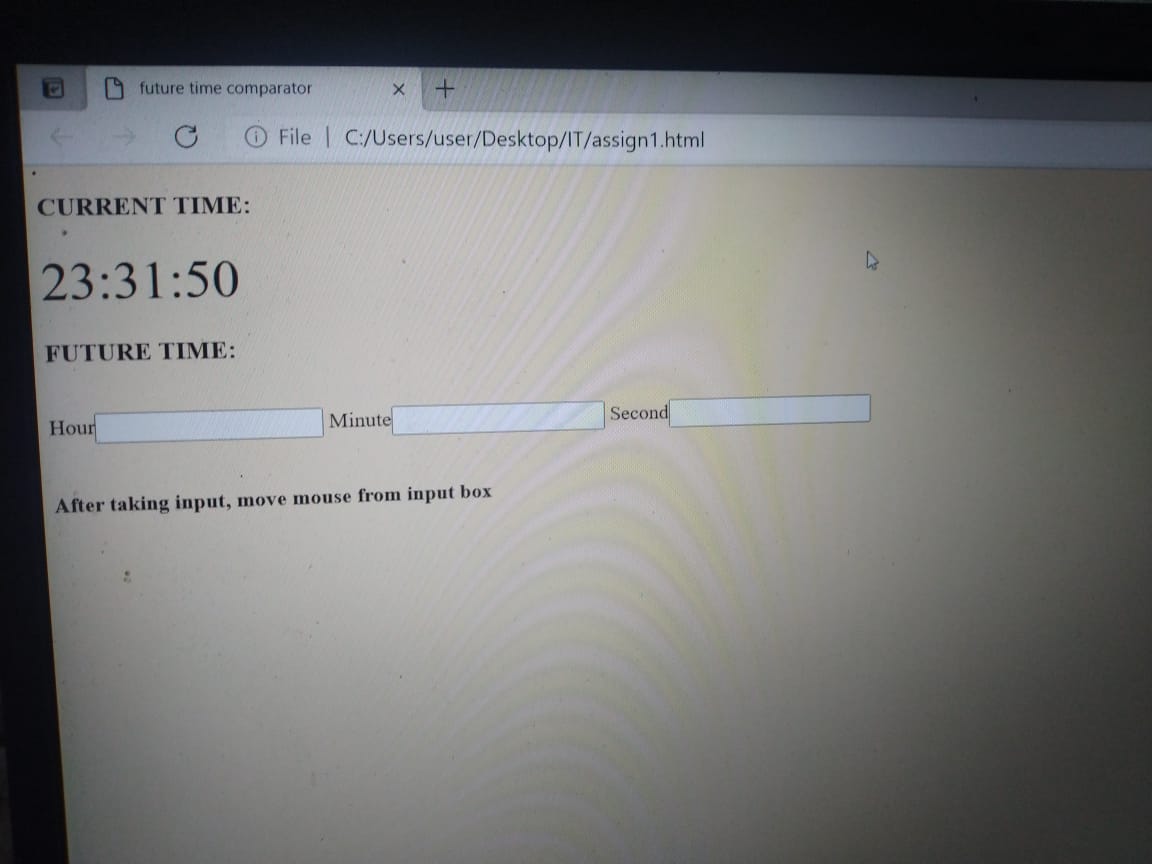 future time comparator
File | C:/Users/user/Desktop/IT/assign1.html
CURRENT TIME:
23:31:50
FUTURE TIME:
Hour Minute Second
After taking input, move mouse from input box